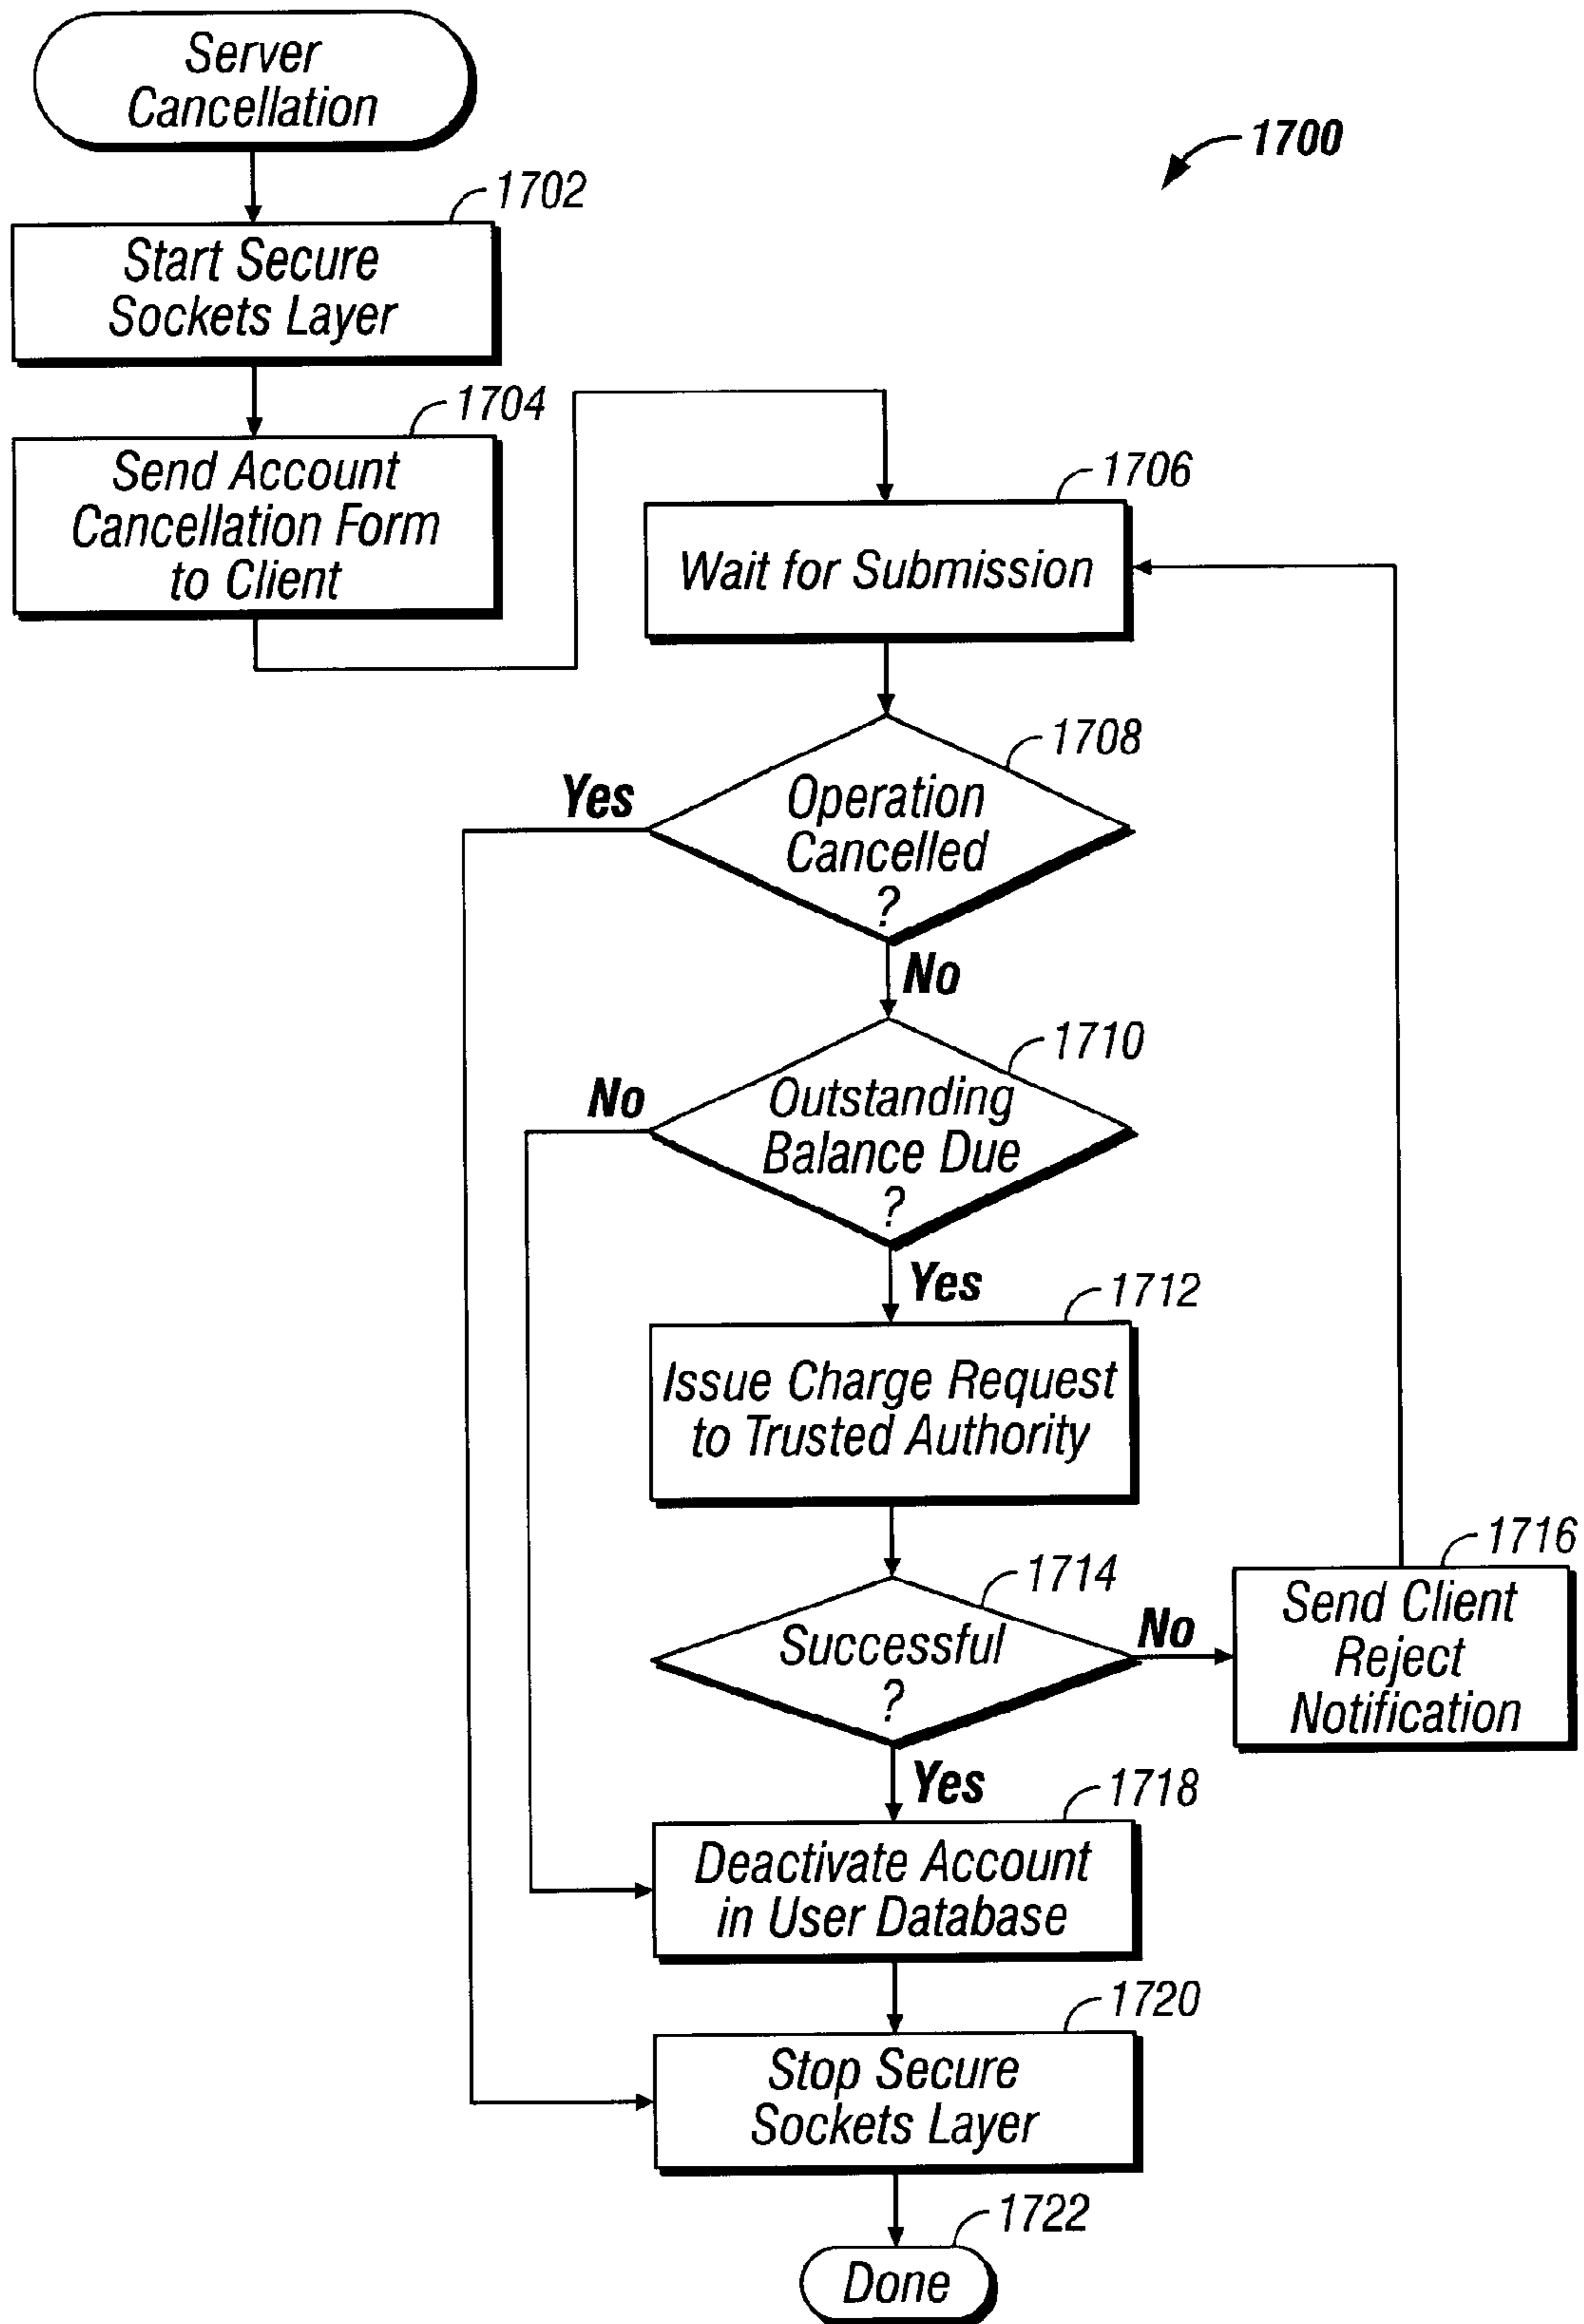 Server
Cancellation
1700
1702
Start Secure
Sockets Layer
1704
Send Account
Cancellation Form
to Client
1706
Wait for Submission
1708
Yes
Operation
Cancelled
?
No
1710
No
Outstanding
Balance Due
?
Yes
1712
Issue Charge Request
to Trusted Authority
1714
Successful
?
No
1716
Send Client
Reject
Notification
Yes
1718
Deactivate Account
in User Database
1720
Stop Secure
Sockets Layer
1722
Done